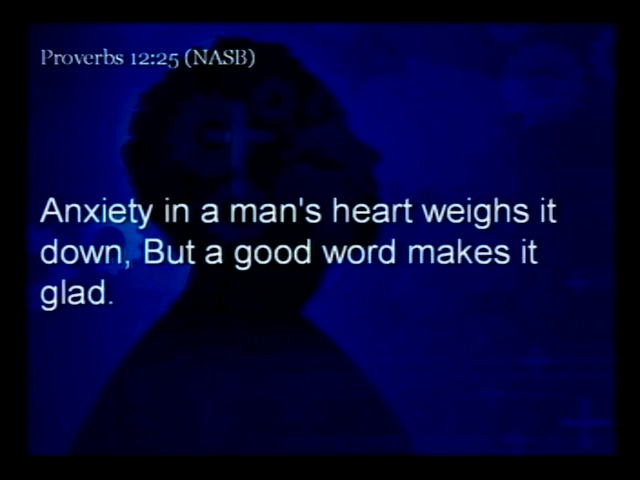 Proverbs 12:25 (NASB)
Anxiety in a man's heart weighs it
down, But a good word makes it
glad.